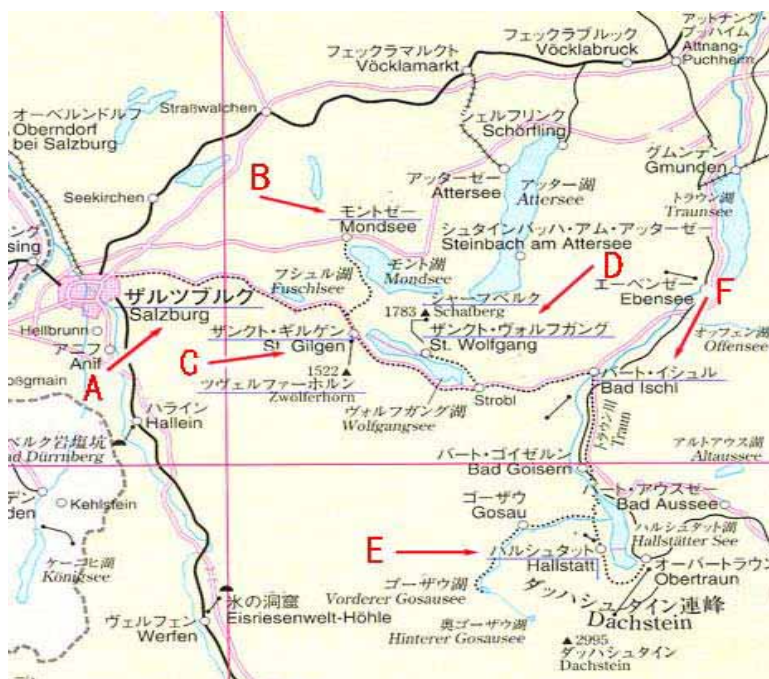 アットナング・
プッハイム
Attnang-
Puchheim
フェックラブルック
Vöcklabruck
フェックラマルクト
Vöcklamarkt
オーベルンドルフ
Oberndorf
bei Salzburg
Straßwalchen
シェルフリンク
Schörfling
グムンデン
Gmunden
アッターゼー
Attersee
アッター湖
Attersee
トラウン湖
Traunsee
B
Seekirchen
モントゼー
Mondsee
シュタインバッハ・アム・アッターゼー
Steinbach am Attersee
ング
sing
モント湖
Mondsee
D
F
フシュル湖
Fuschlsee
エーベンゼー
Ebensee
ザルツブルク
Salzburg
シャーフベルク
1783 ▲ Schafberg
Hellbrunn
ザンクト・ギルゲン
St. Gilgen
ザンクト・ヴォルフガング
St. Wolfgang
オッフェン湖
Offensee
アニフ
Anif
A
C
1522 ▲
ツヴェルファーホルン
Zwölferhorn
バート・イシュル
Bad Ischl
Strobl
ヴォルフガング湖
Wolfgangsee
トラウン川
Traun
ハライン
Hallein
ベルク岩塩坑
ad Dürrnberg
バート・ゴイゼルン
Bad Goisern
アルトアウス湖
Altaussee
デン
den
Kehlstein
ゴーザウ
Gosau
バート・アウスゼー
Bad Aussee
ハルシュタット湖
Hallstätter See
E
ハルシュタット
Hallstatt
オーバートラウン
Obertraun
ケーニヒ湖
Königsee
ゴーザウ湖
Vorderer Gosausee
ダッハシュタイン連峰
Dachstein
氷の洞窟
Eisriesenwelt-Höhle
ヴェルフェン
Werfen
奥ゴーザウ湖
Hinterer Gosausee
▲ 2995
ダッハシュタイン
Dachstein